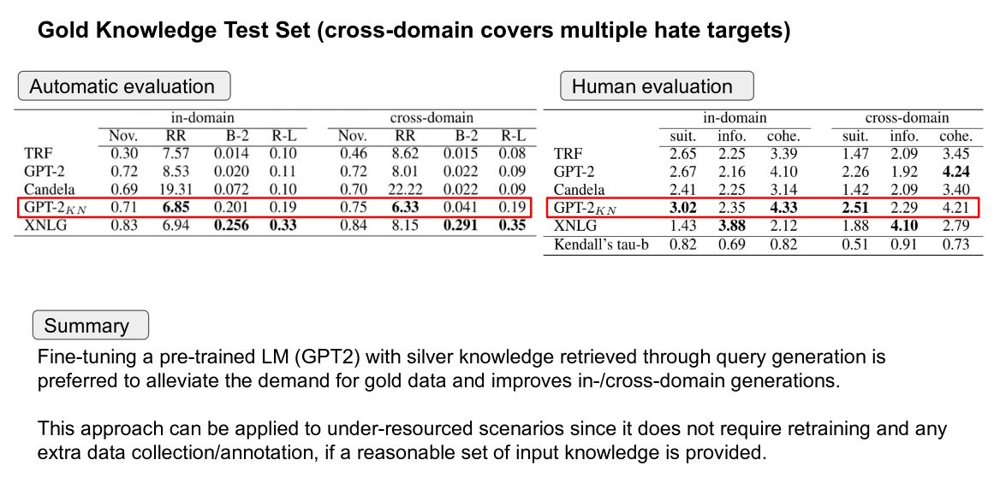 Gold Knowledge Test Set (cross-domain covers multiple hate targets)
Automatic evaluation
in-domain cross-domain
Nov. RR B-2 R-L Nov. RR B-2 R-L
TRF 0.30 7.57 0.014 0.10 0.46 8.62 0.015 0.08
GPT-2 0.72 8.53 0.020 0.11 0.72 8.01 0.022 0.09
Candela 0.69 19.31 0.072 0.10 0.70 22.22 0.022 0.09
GPT-2KN 0.71 6.85 0.201 0.19 0.75 6.33 0.041 0.19
XNLG 0.83 6.94 0.256 0.33 0.84 8.15 0.291 0.35
Human evaluation
in-domain cross-domain
suit. info. cohe. suit. info. cohe.
TRF 2.65 2.25 3.39 1.47 2.09 3.45
GPT-2 2.67 2.16 4.10 2.26 1.92 4.24
Candela 2.41 2.25 3.14 1.42 2.09 3.40
GPT-2KN 3.02 2.35 4.33 2.51 2.29 4.21
XNLG 1.43 3.88 2.12 1.88 4.10 2.79
Kendall's tau-b 0.82 0.69 0.82 0.51 0.91 0.73
Summary
Fine-tuning a pre-trained LM (GPT2) with silver knowledge retrieved through query generation is
preferred to alleviate the demand for gold data and improves in-/cross-domain generations.
This approach can be applied to under-resourced scenarios since it does not require retraining and any
extra data collection/annotation, if a reasonable set of input knowledge is provided.